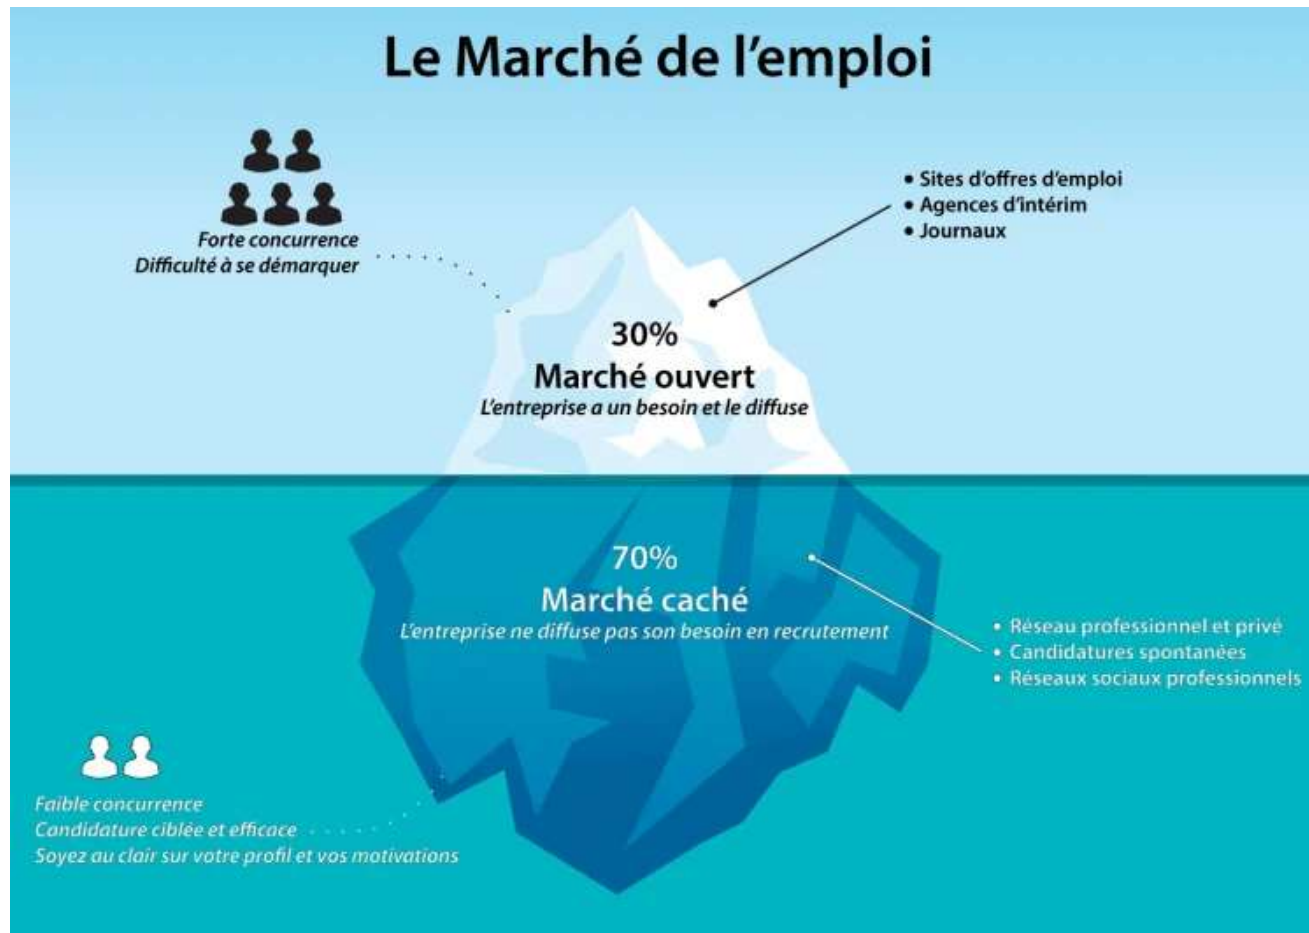 Le Marché de l'emploi
Forte concurrence
Difficulté à se démarquer
• Sites d'offres d'emploi
• Agences d'intérim
• Journaux
30%
Marché ouvert
L'entreprise a un besoin et le diffuse
70%
Marché caché
L'entreprise ne diffuse pas son besoin en recrutement
• Réseau professionnel et privé
• Candidatures spontanées
• Réseaux sociaux professionnels
Faible concurrence
Candidature ciblée et efficace
Soyez au clair sur votre profil et vos motivations